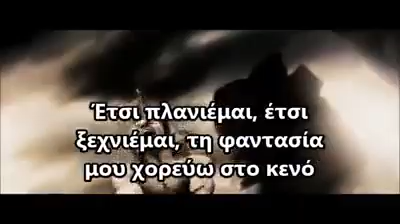 Έτσι πλανιέμαι, έτσι
ξεχνιέμαι, τη φαντασία
μου χορεύω στο κενό